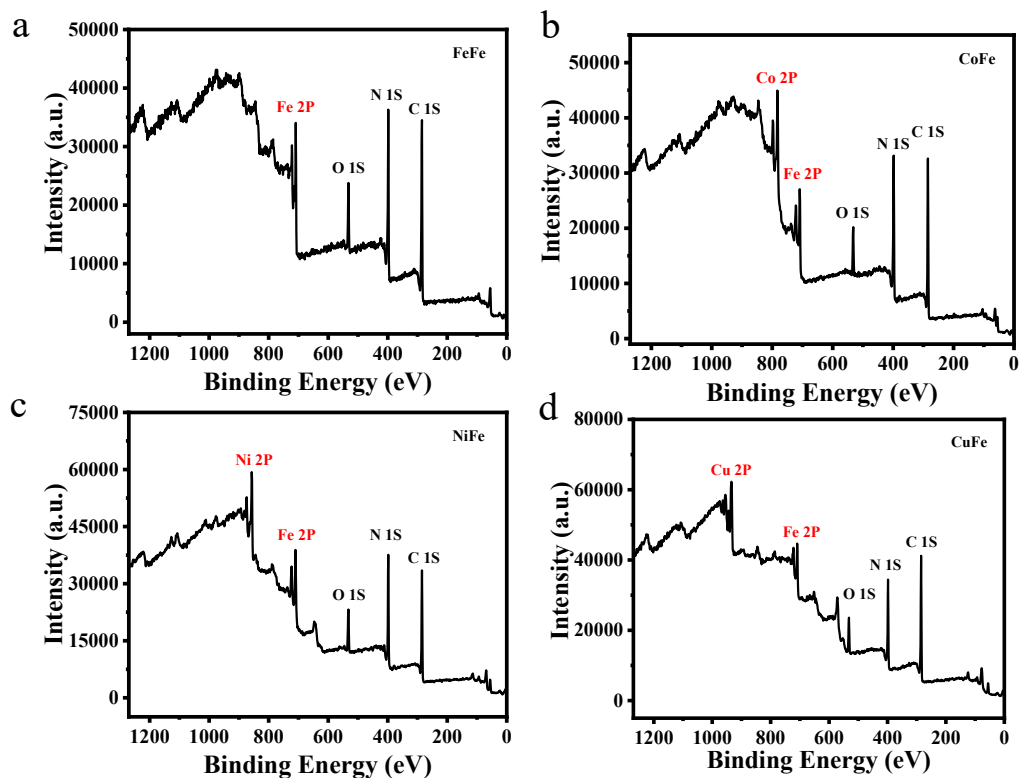 a
FeFe
50000
40000
30000
20000
10000
0
Intensity (a.u.)
Fe 2P
O 1S
N 1S
C 1S
1200 1000 800 600 400 200 0
Binding Energy (eV)
b
CoFe
50000
40000
30000
20000
10000
0
Intensity (a.u.)
Co 2P
Fe 2P
O 1S
N 1S
C 1S
1200 1000 800 600 400 200 0
Binding Energy (eV)
c
NiFe
75000
60000
45000
30000
15000
0
Intensity (a.u.)
Ni 2P
Fe 2P
O 1S
N 1S
C 1S
1200 1000 800 600 400 200 0
Binding Energy (eV)
d
CuFe
80000
60000
40000
20000
0
Intensity (a.u.)
Cu 2P
Fe 2P
O 1S
N 1S
C 1S
1200 1000 800 600 400 200 0
Binding Energy (eV)